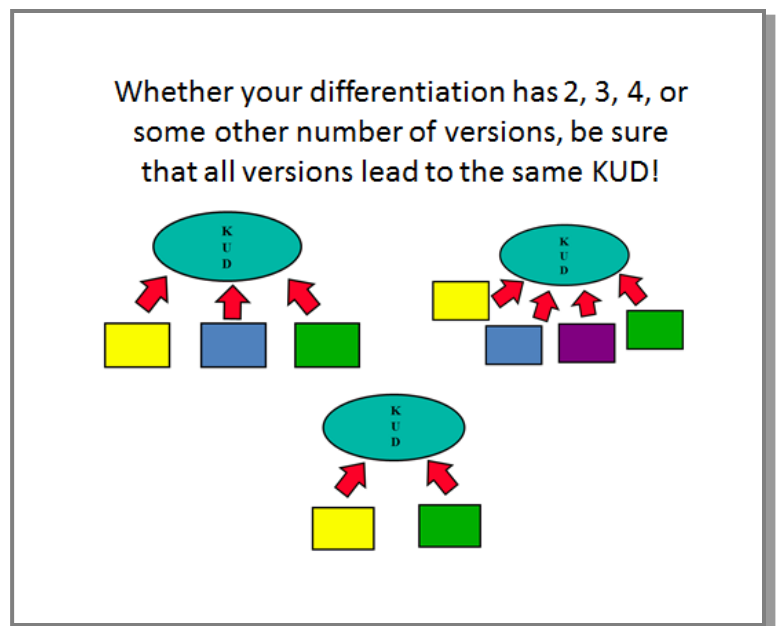 Whether your differentiation has 2, 3, 4, or
some other number of versions, be sure
that all versions lead to the same KUD!
K
U
D
K
U
D
K
U
D